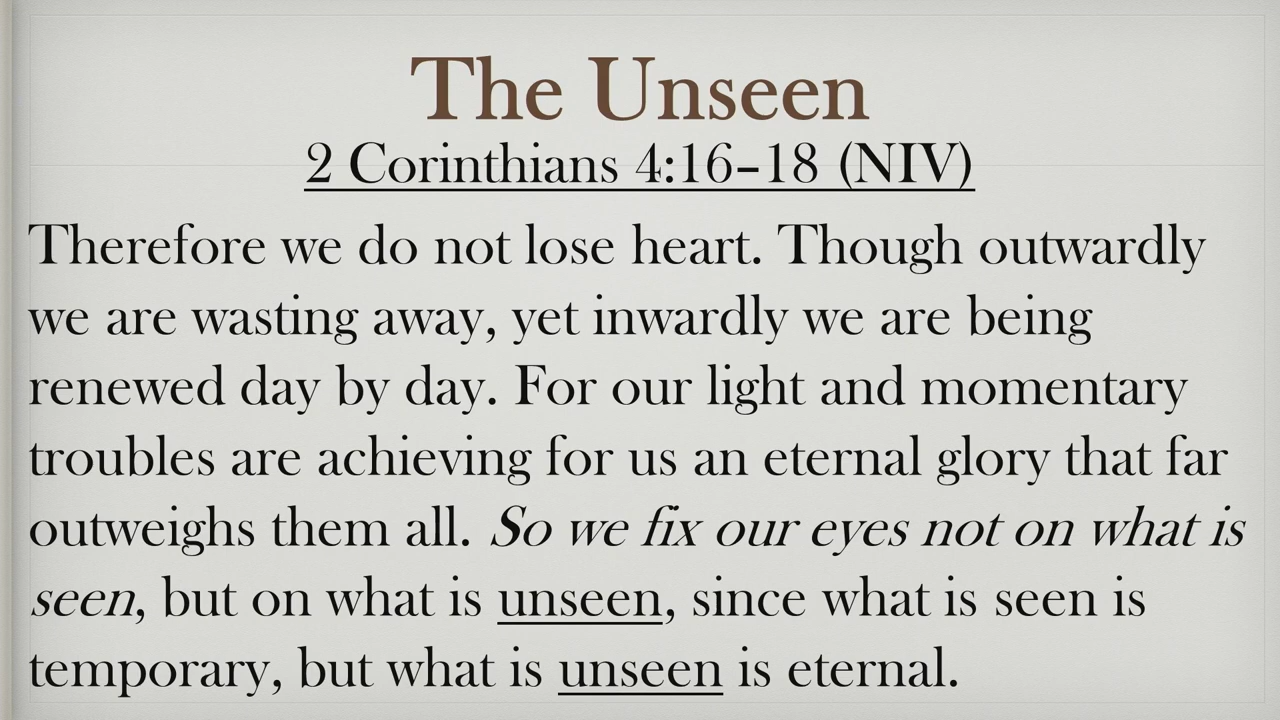 The Unseen
2 Corinthians 4:16–18 (NIV)
Therefore we do not lose heart. Though outwardly
we are wasting away, yet inwardly we are being
renewed day by day. For our light and momentary
troubles are achieving for us an eternal glory that far
outweighs them all. So we fix our eyes not on what is
seen, but on what is unseen, since what is seen is
temporary, but what is unseen is eternal.